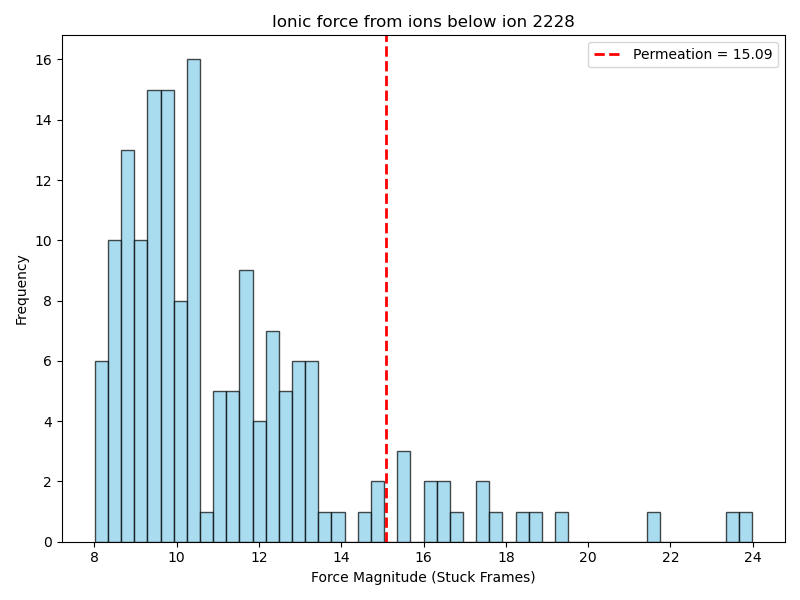 Ionic force from ions below ion 2228
Permeation = 15.09
Frequency
16
14
12
10
8
6
4
2
0
8 10 12 14 16 18 20 22 24
Force Magnitude (Stuck Frames)